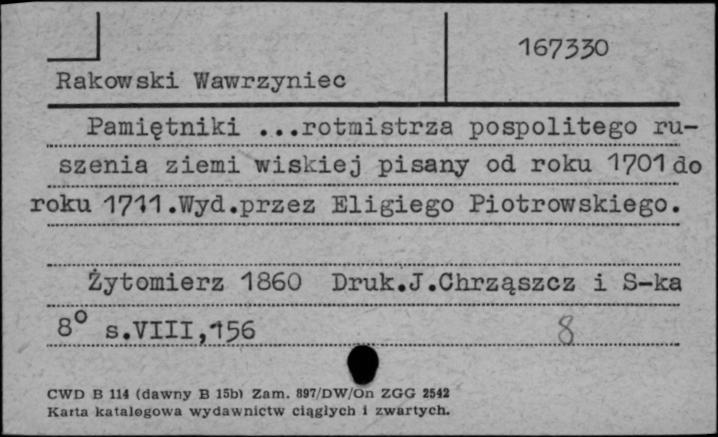 167330
Rakowski Wawrzyniec
Pamiętniki ...rotmistrza pospolitego ru-
szenia ziemi wiskiej pisany od roku 1701 do
roku 1711.Wyd.przez Eligiego Piotrowskiego.
Żytomierz 1860 Druk.J.Chrząszcz i S-ka
8° s.VIII,156 8
CWD B 114 (dawny B 15b) Zam. 897/DW/On ZGG 2542
Karta katalogowa wydawnictw ciągłych i zwartych.